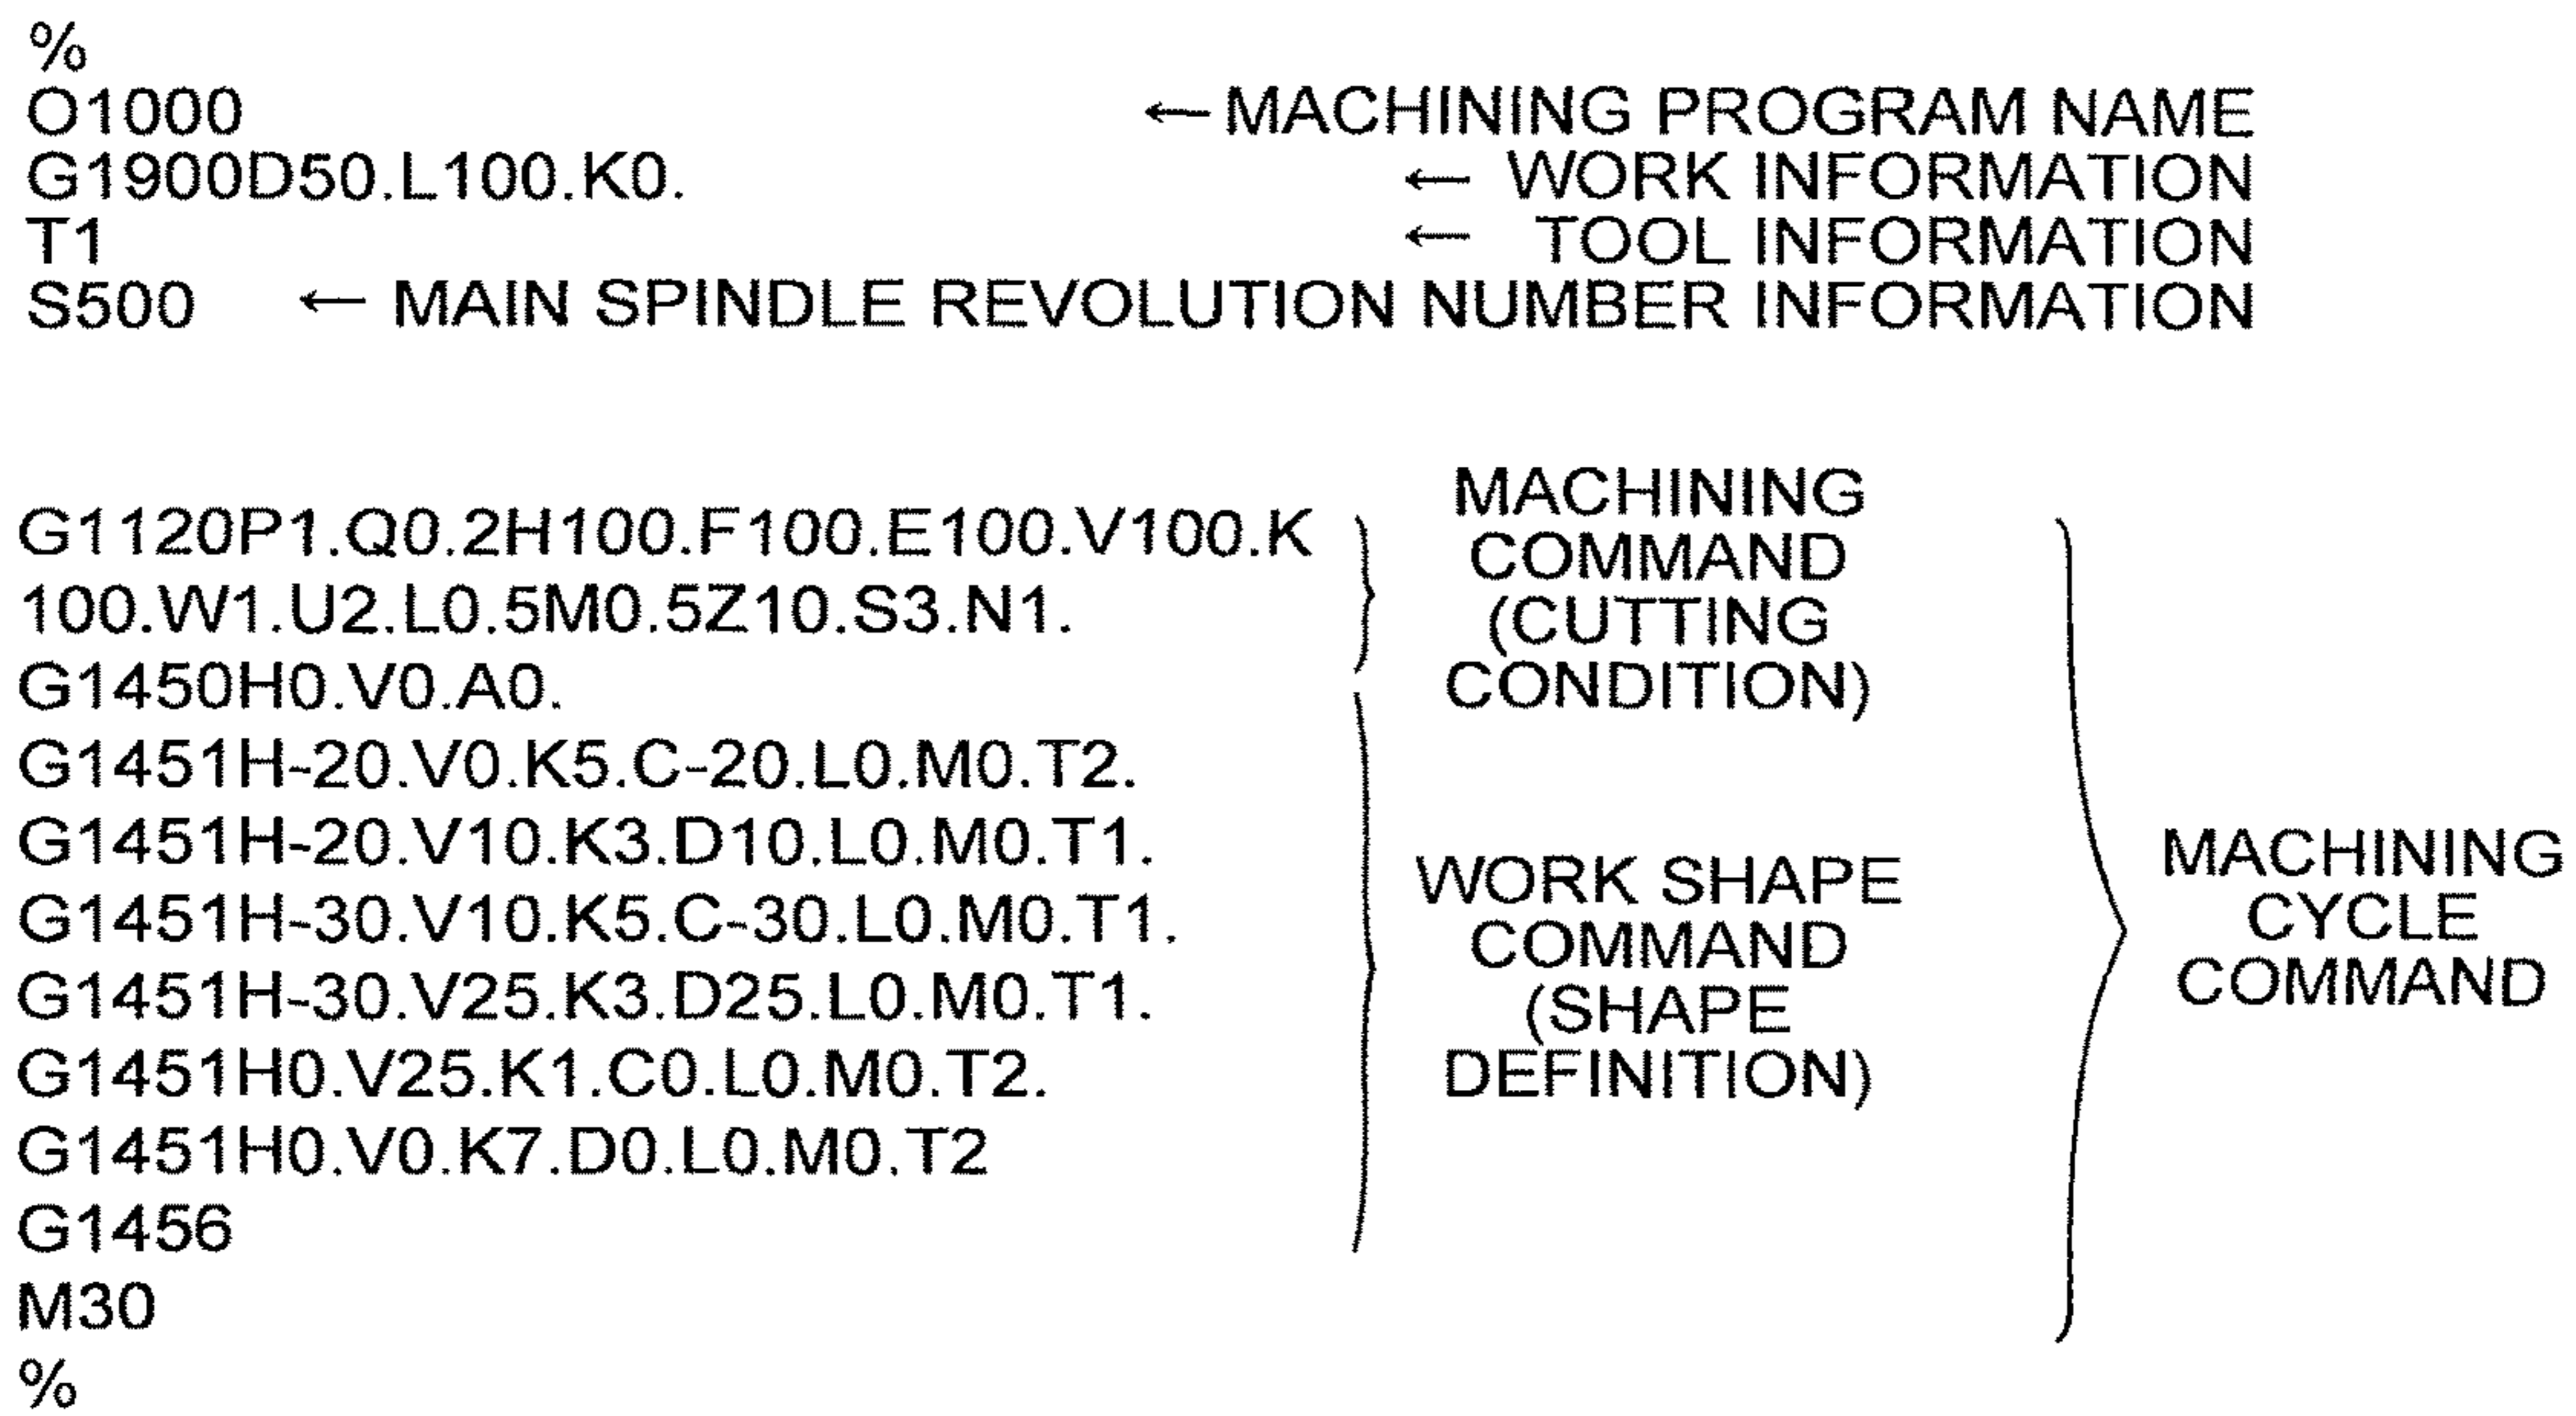 %
O1000 ← MACHINING PROGRAM NAME
G1900D50.L100.K0. ← WORK INFORMATION
T1 ← TOOL INFORMATION
S500 ← MAIN SPINDLE REVOLUTION NUMBER INFORMATION
G1120P1.Q0.2H100.F100.E100.V100.K
100.W1.U2.L0.5M0.5Z10.S3.N1.
G1450H0.V0.A0.
G1451H-20.V0.K5.C-20.L0.M0.T2.
G1451H-20.V10.K3.D10.L0.M0.T1.
G1451H-30.V10.K5.C-30.L0.M0.T1.
G1451H-30.V25.K3.D25.L0.M0.T1.
G1451H0.V25.K1.C0.L0.M0.T2.
G1451H0.V0.K7.D0.L0.M0.T2
G1456
M30
%
MACHINING
COMMAND
(CUTTING
CONDITION)
WORK SHAPE
COMMAND
(SHAPE
DEFINITION)
MACHINING
CYCLE
COMMAND